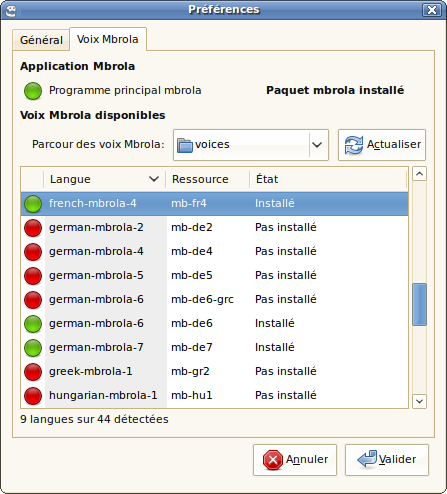 Préférences
Général Voix Mbrola
Application Mbrola
Programme principal mbrola Paquet mbrola installé
Voix Mbrola disponibles
Parcour des voix Mbrola: voices Actualiser
Langue Ressource État
french-mbrola-4 mb-fr4 Installé
german-mbrola-2 mb-de2 Pas installé
german-mbrola-4 mb-de4 Pas installé
german-mbrola-5 mb-de5 Pas installé
german-mbrola-6 mb-de6-grc Pas installé
german-mbrola-6 mb-de6 Installé
german-mbrola-7 mb-de7 Installé
greek-mbrola-1 mb-gr2 Pas installé
hungarian-mbrola-1 mb-hu1 Pas installé
9 langues sur 44 détectées
Annuler Valider